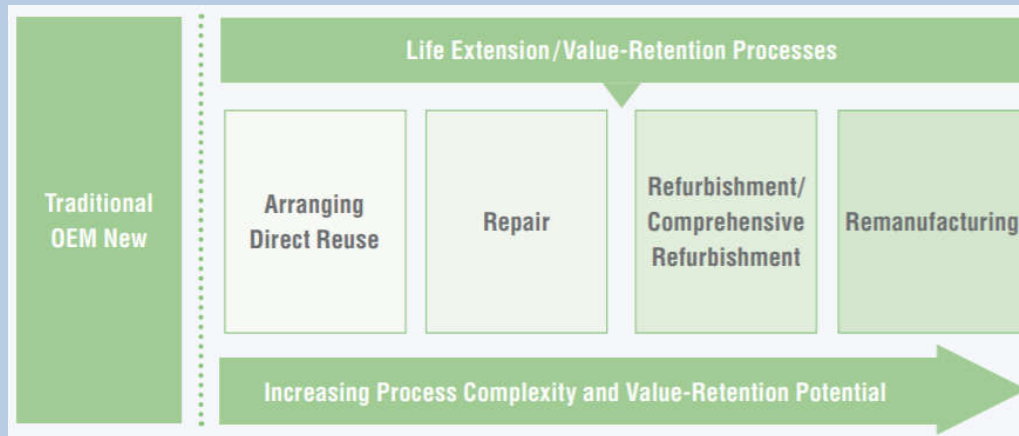 Traditional
OEM New
Life Extension/Value-Retention Processes
Arranging
Direct Reuse
Repair
Refurbishment/
Comprehensive
Refurbishment
Remanufacturing
Increasing Process Complexity and Value-Retention Potential